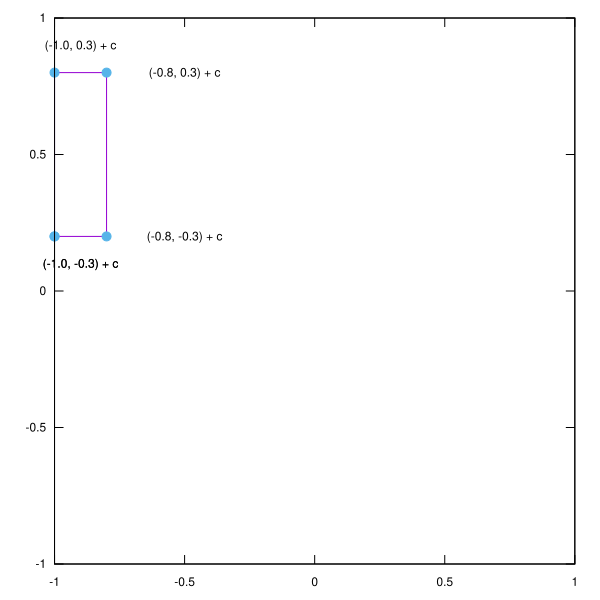 1
(-1.0, 0.3) + c
(-0.8, 0.3) + c
0.5
(-0.8, -0.3) + c
(-1.0, -0.3) + c
0
-0.5
-1
-1 -0.5 0 0.5 1